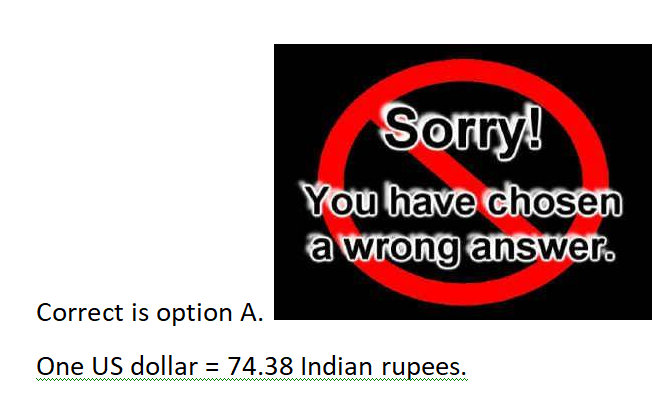 Sorry!
You have chosen
a wrong answer.
Correct is option A.
One US dollar = 74.38 Indian rupees.